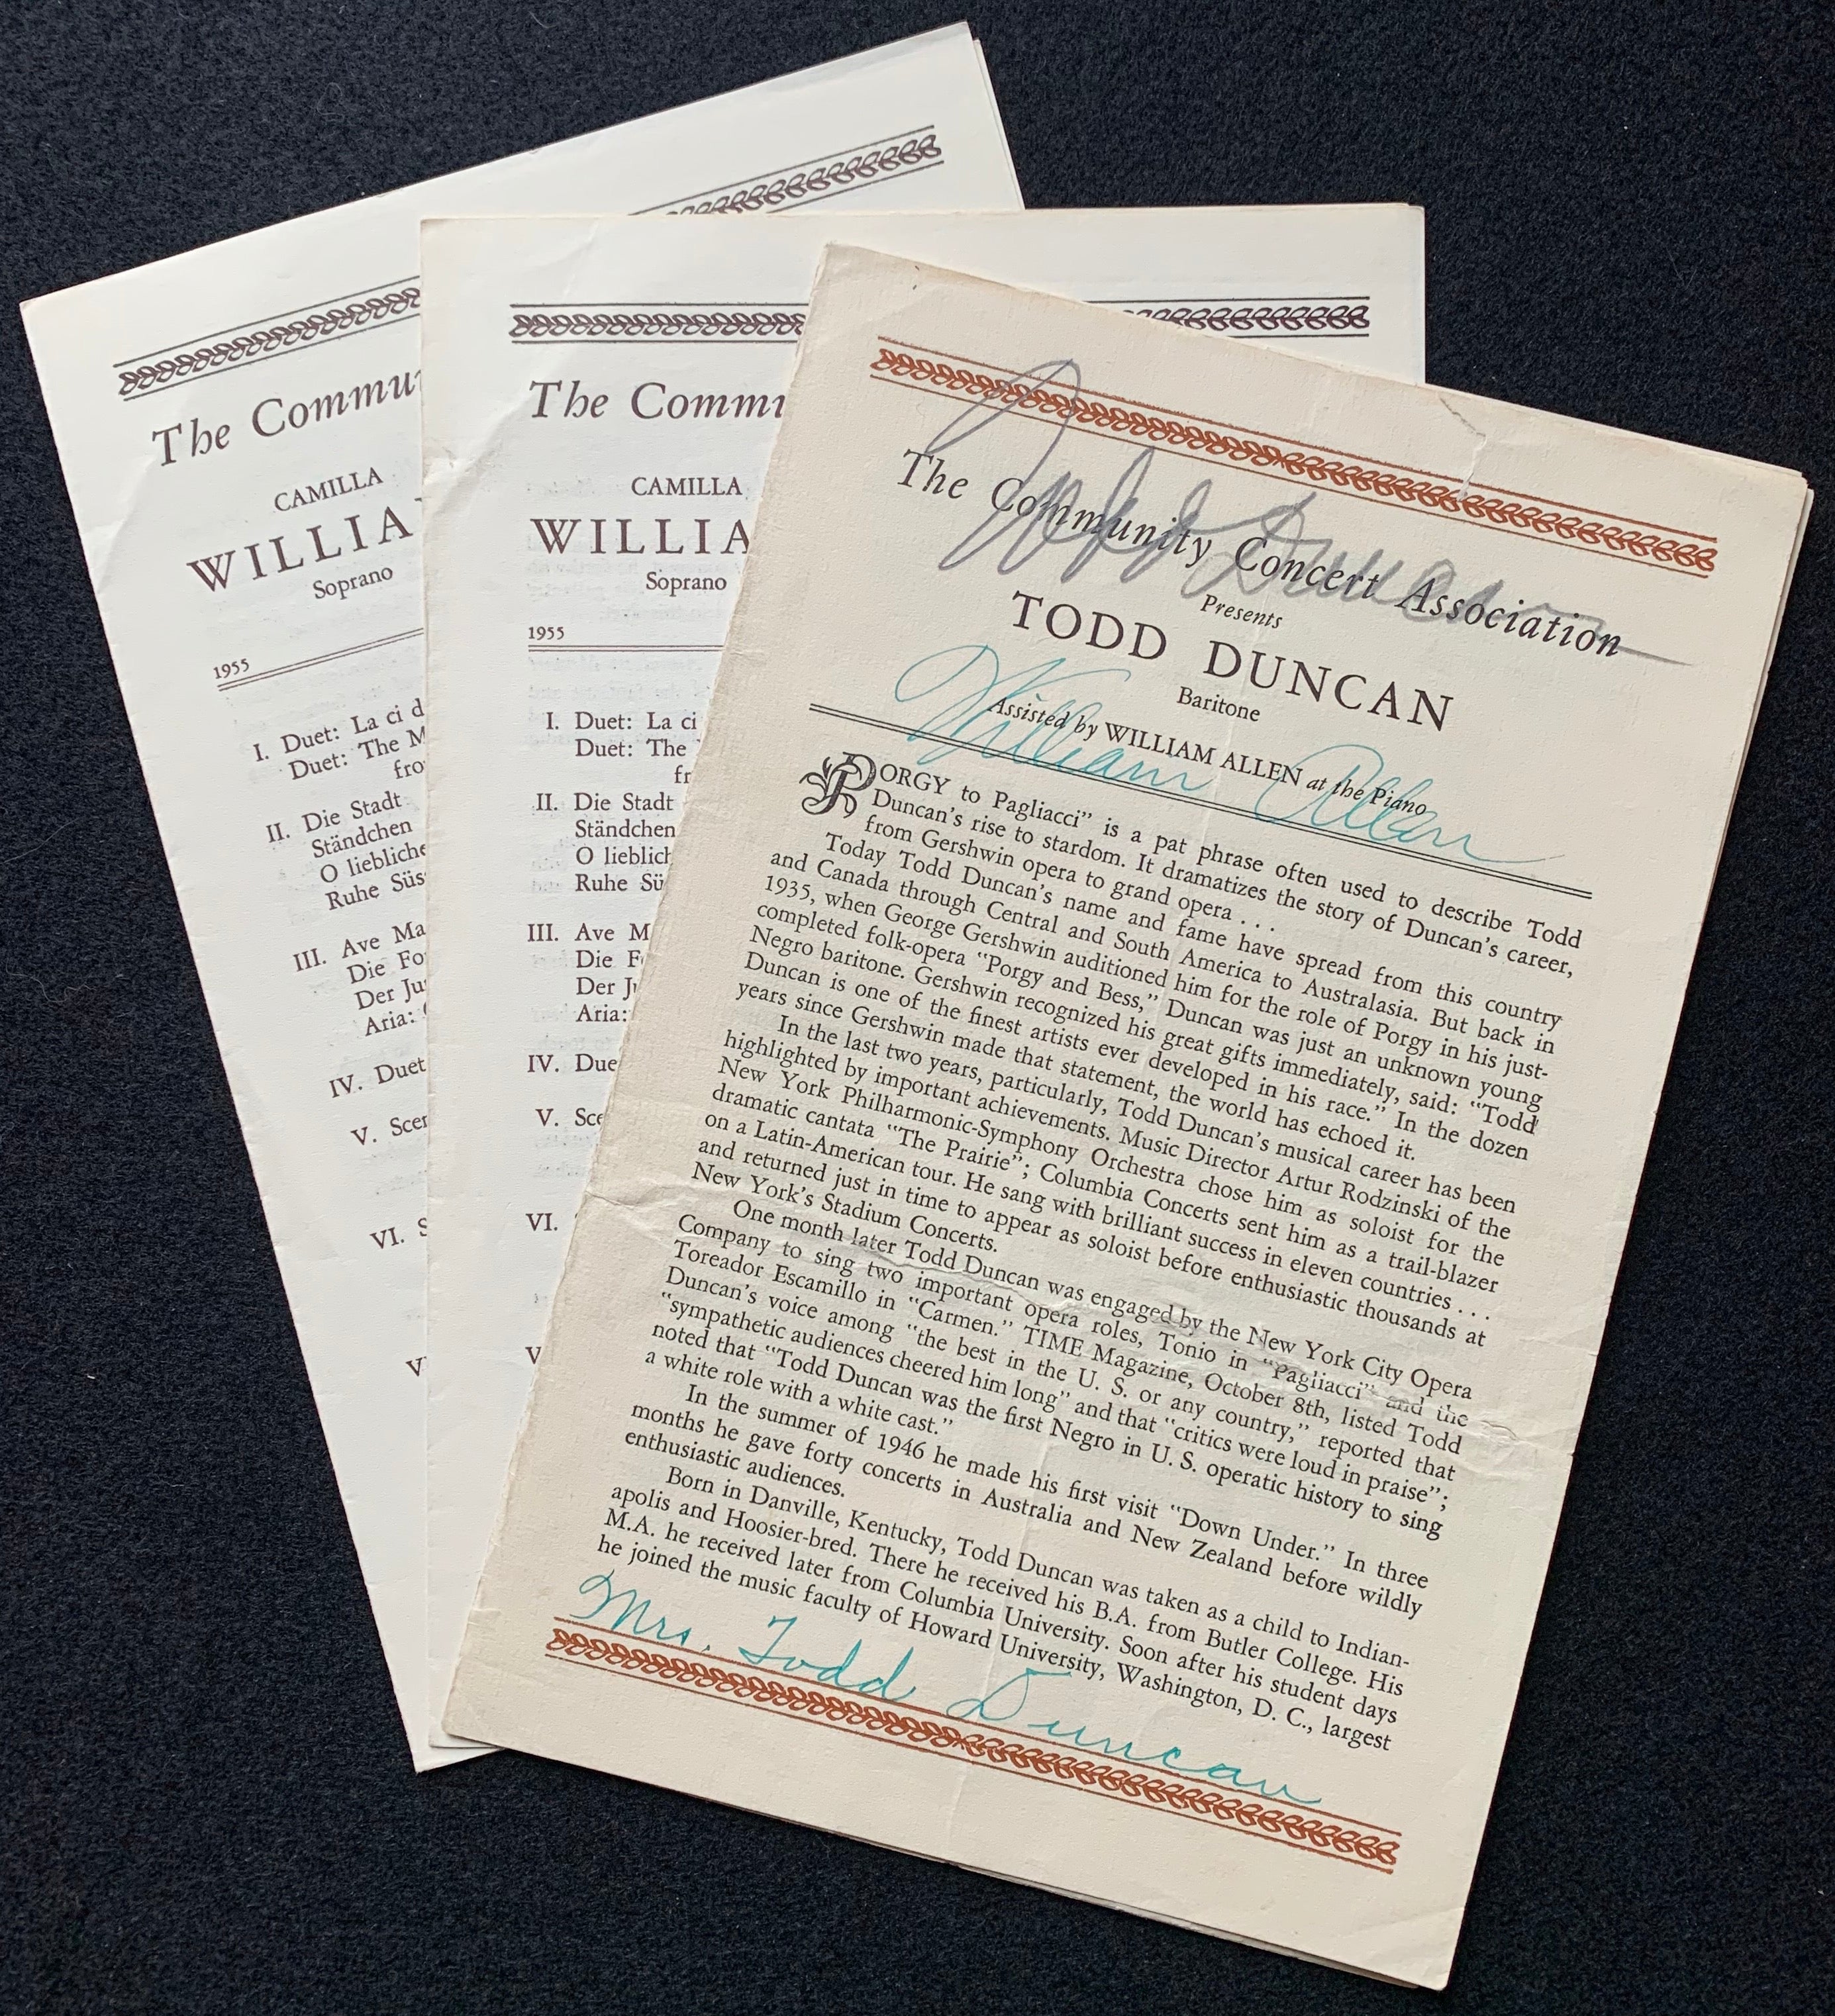 The Commu
CAMILLA
WILLIA
Soprano
1955
I. Duet: La ci d
Duet: The M
fro
II. Die Stadt
Ständchen
O liebliche
Ruhe Süs
III. Ave Ma
Die Fo
Der Ju
Aria:
IV. Duet
V. Scen
VI. S
V
The Commu
CAMILLA
WILLIA
Soprano
1955
I. Duet: La ci
Duet: The
fr
II. Die Stadt
Ständchen
O lieblich
Ruhe Sü
III. Ave M
Die F
Der Ju
Aria:
IV. Due
V. Sce
VI.
V
Todd Duncan
The Community Concert Association
Presents
TODD DUNCAN
Baritone
Assisted by WILLIAM ALLEN at the Piano
William Allen
PORGY to Pagliacci" is a pat phrase often used to describe Todd
Duncan's rise to stardom. It dramatizes the story of Duncan's career,
from Gershwin opera to grand opera . . .
Today Todd Duncan's name and fame have spread from this country
and Canada through Central and South America to Australasia. But back in
1935, when George Gershwin auditioned him for the role of Porgy in his just-
completed folk-opera "Porgy and Bess," Duncan was just an unknown young
Negro baritone. Gershwin recognized his great gifts immediately, said: "Todd
Duncan is one of the finest artists ever developed in his race." In the dozen
years since Gershwin made that statement, the world has echoed it.
In the last two years, particularly, Todd Duncan's musical career has been
highlighted by important achievements. Music Director Artur Rodzinski of the
New York Philharmonic-Symphony Orchestra chose him as soloist for the
dramatic cantata "The Prairie"; Columbia Concerts sent him as a trail-blazer
on a Latin-American tour. He sang with brilliant success in eleven countries . . .
and returned just in time to appear as soloist before enthusiastic thousands at
New York's Stadium Concerts.
One month later Todd Duncan was engaged by the New York City Opera
Company to sing two important opera roles, Tonio in "Pagliacci" and the
Toreador Escamillo in "Carmen." TIME Magazine, October 8th, listed Todd
Duncan's voice among "the best in the U. S. or any country," reported that
"sympathetic audiences cheered him long" and that "critics were loud in praise";
noted that "Todd Duncan was the first Negro in U. S. operatic history to sing
a white role with a white cast."
In the summer of 1946 he made his first visit "Down Under." In three
months he gave forty concerts in Australia and New Zealand before wildly
enthusiastic audiences.
Born in Danville, Kentucky, Todd Duncan was taken as a child to Indian-
apolis and Hoosier-bred. There he received his B.A. from Butler College. His
M.A. he received later from Columbia University. Soon after his student days
he joined the music faculty of Howard University, Washington, D. C., largest
Mrs. Todd Duncan